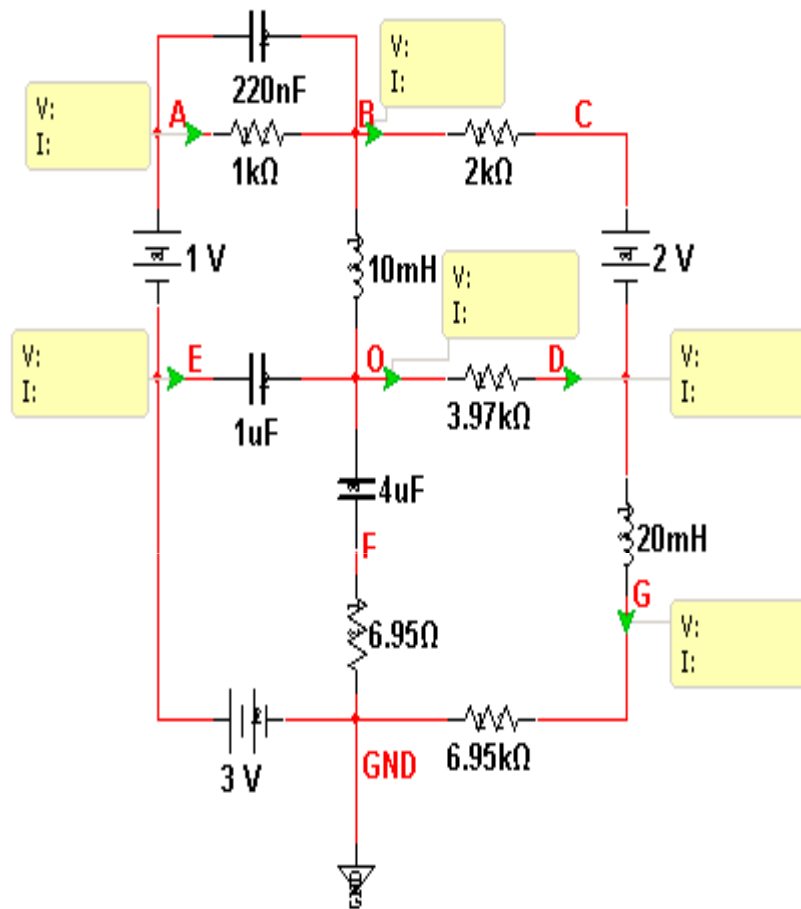 V:
I:
220nF
V:
I:
A
B
C
1kΩ
2kΩ
1 V
10mH
V:
I:
2 V
V:
I:
E
O
D
V:
I:
1uF
3.97kΩ
4uF
F
20mH
G
V:
I:
6.95Ω
3 V
GND
6.95kΩ
GND